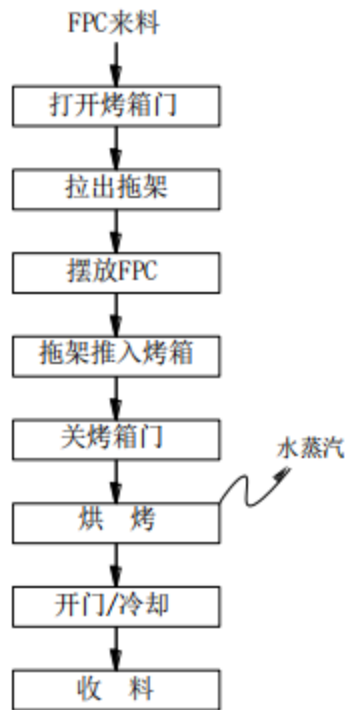 FPC来料
打开烤箱门
拉出拖架
摆放FPC
拖架推入烤箱
关烤箱门
水蒸汽
烘 烤
开门/冷却
收 料